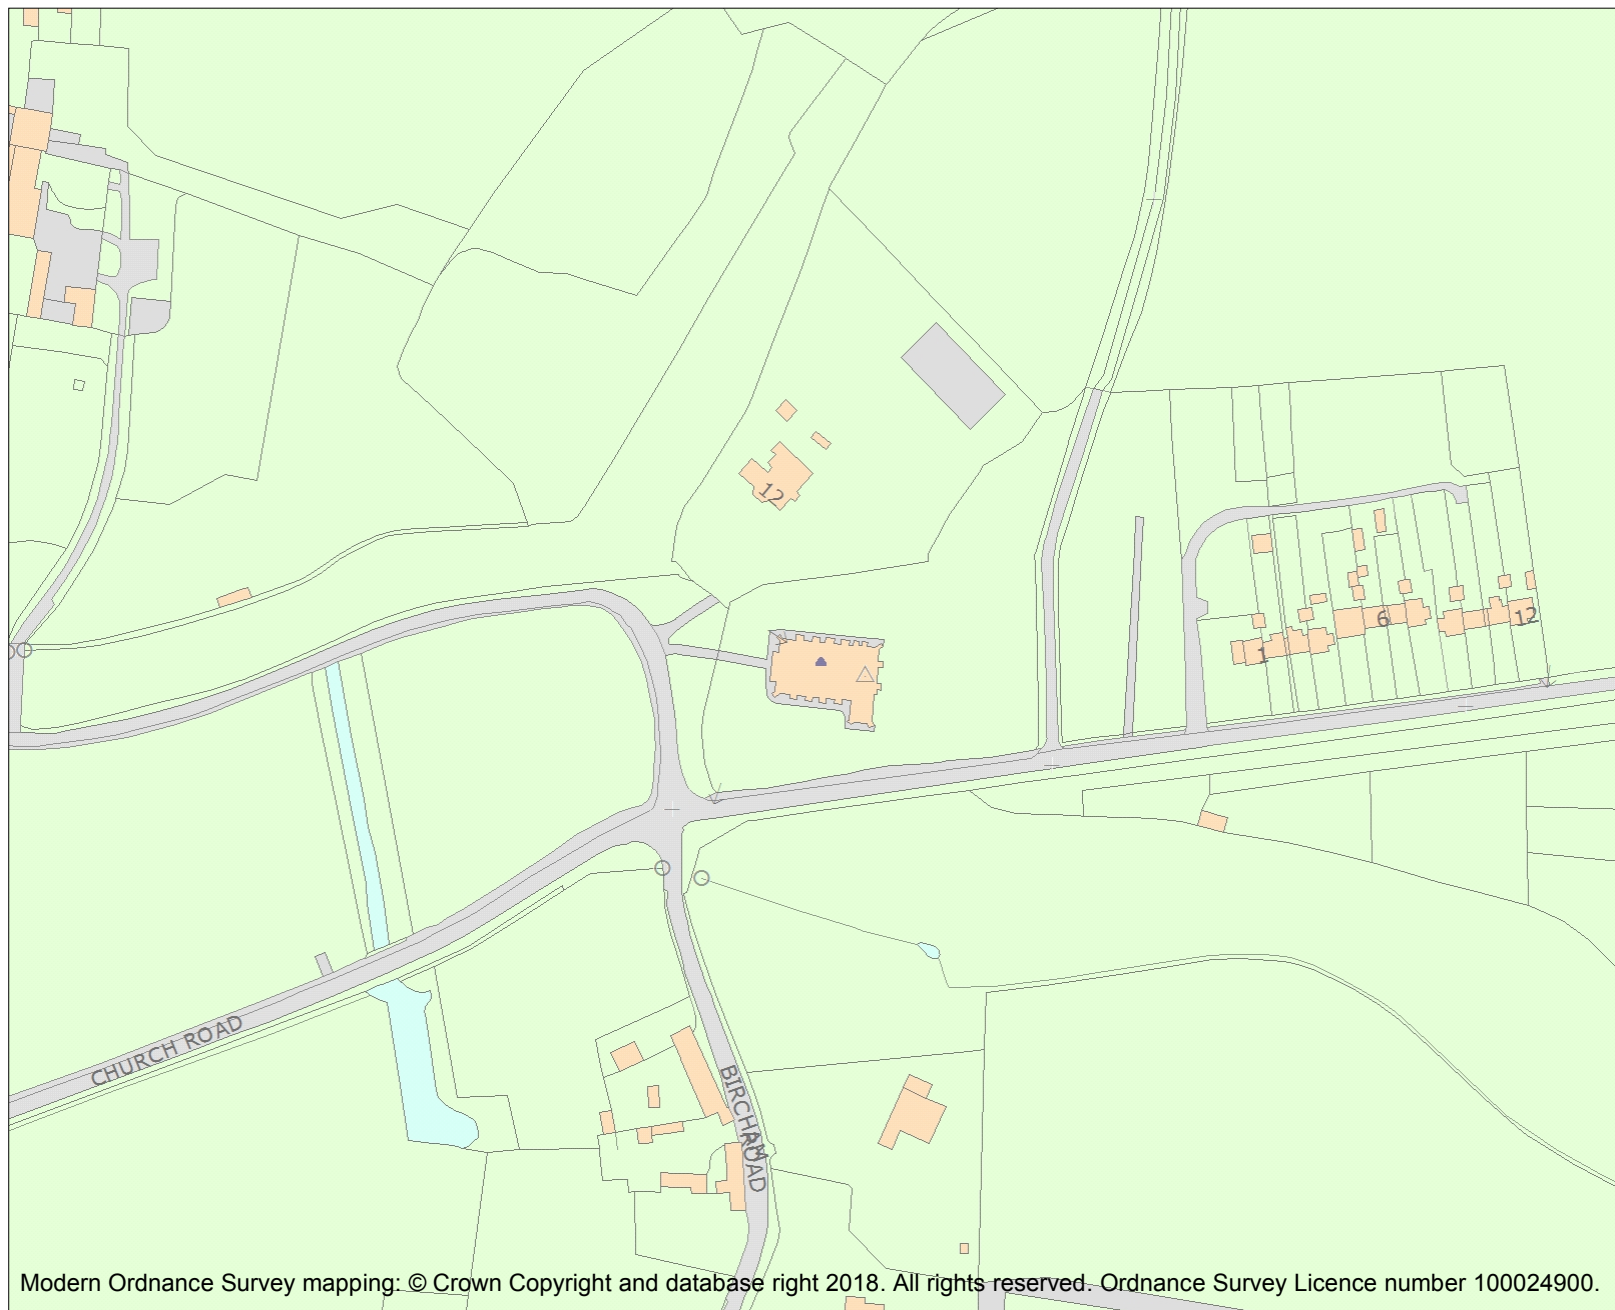 12
6
12
1
CHURCH ROAD
BIRCHAM
ROAD
Modern Ordnance Survey mapping: © Crown Copyright and database right 2018. All rights reserved. Ordnance Survey Licence number 100024900.